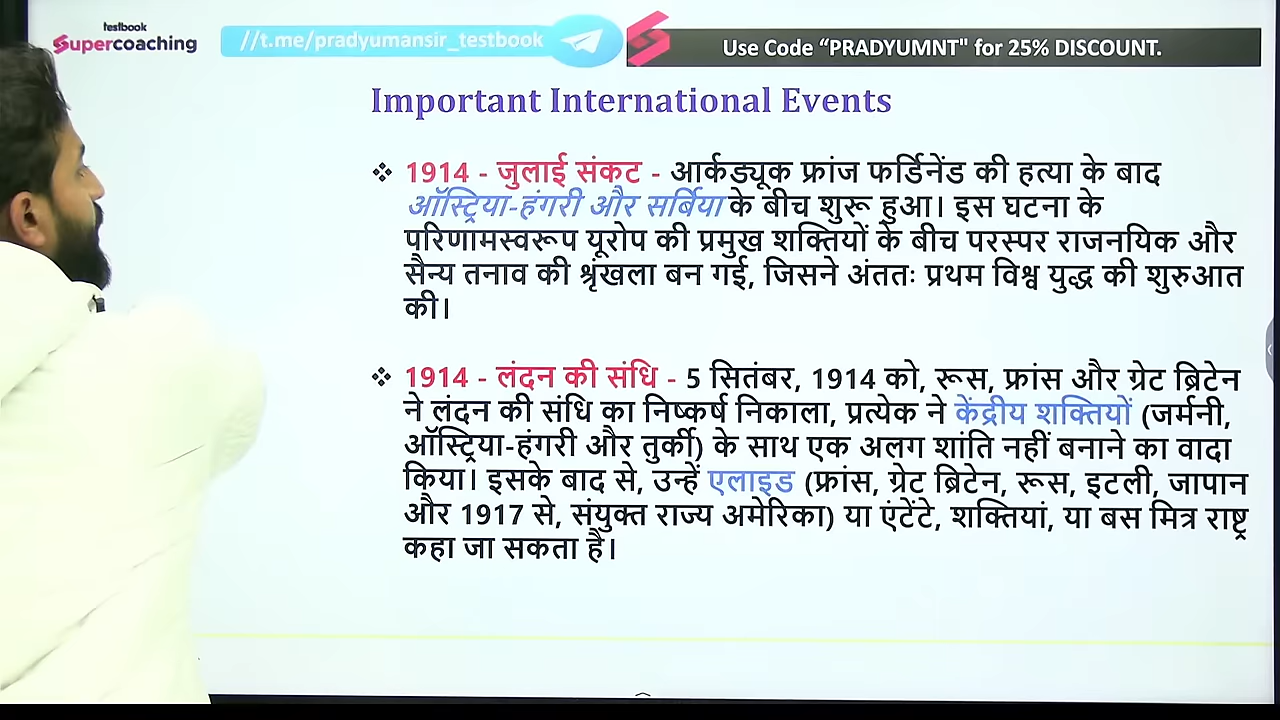 testbook
Supercoaching
//t.me/pradyumansir_testbook
Use Code “PRADYUMNT" for 25% DISCOUNT.
Important International Events
❖ 1914 - जुलाई संकट - आर्कड्यूक फ्रांज फर्डिनेंड की हत्या के बाद
ऑस्ट्रिया-हंगरी और सर्बिया के बीच शुरू हुआ। इस घटना के
परिणामस्वरूप यूरोप की प्रमुख शक्तियों के बीच परस्पर राजनयिक और
सैन्य तनाव की श्रृंखला बन गई, जिसने अंततः प्रथम विश्व युद्ध की शुरुआत
की।
❖ 1914 - लंदन की संधि - 5 सितंबर, 1914 को, रूस, फ्रांस और ग्रेट ब्रिटेन
ने लंदन की संधि का निष्कर्ष निकाला, प्रत्येक ने केंद्रीय शक्तियों (जर्मनी,
ऑस्ट्रिया-हंगरी और तुर्की) के साथ एक अलग शांति नहीं बनाने का वादा
किया। इसके बाद से, उन्हें एलाइड (फ्रांस, ग्रेट ब्रिटेन, रूस, इटली, जापान
और 1917 से, संयुक्त राज्य अमेरिका) या एंटेंटे, शक्तियां, या बस मित्र राष्ट्र
कहा जा सकता है।